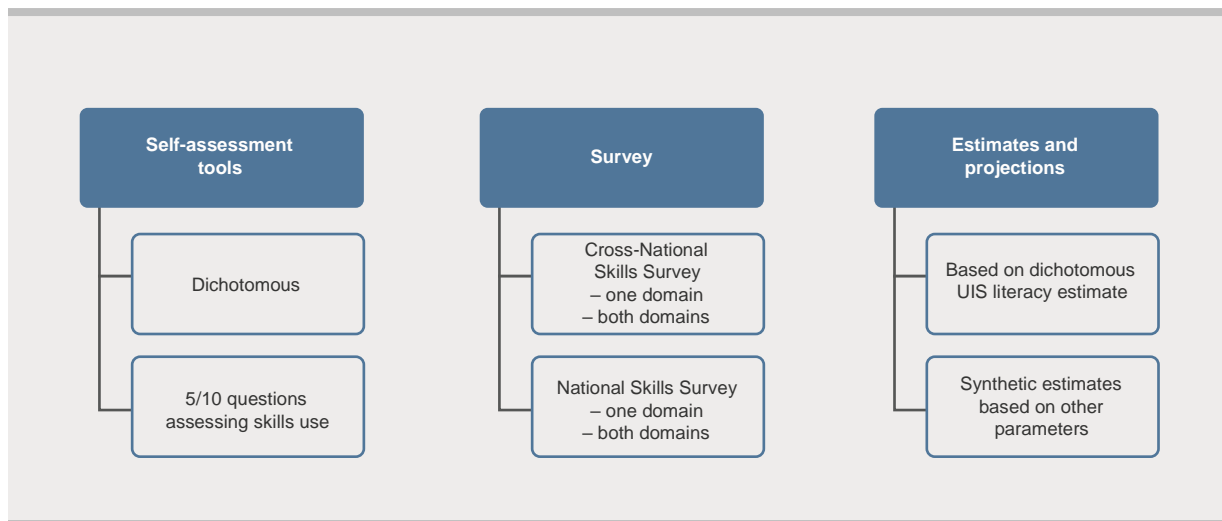 Self-assessment
tools
Dichotomous
5/10 questions
assessing skills use
Survey
Cross-National
Skills Survey
– one domain
– both domains
National Skills Survey
– one domain
– both domains
Estimates and
projections
Based on dichotomous
UIS literacy estimate
Synthetic estimates
based on other
parameters